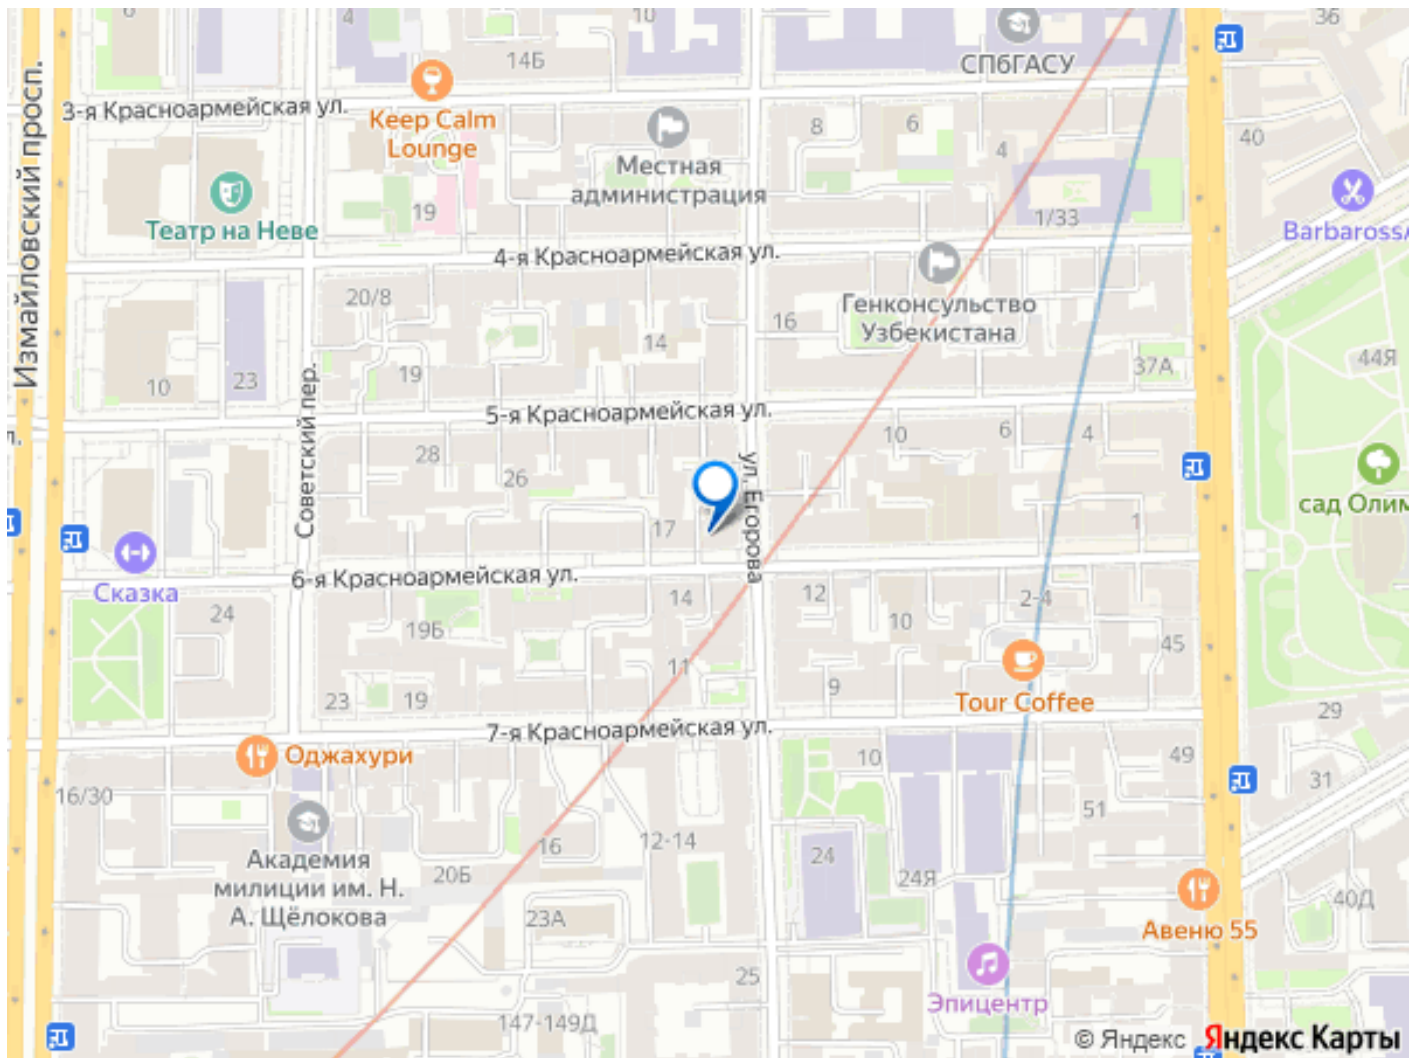 6
4
10
36
14Б
СПбГАСУ
Измайловский просп.
3-я Красноармейская ул.
Keep Calm
Lounge
8
6
4
40
Местная
администрация
19
1/33
Театр на Неве
Barbaross
4-я Красноармейская ул.
20/8
Генконсульство
Узбекистана
16
14
44Я
37А
10
23
19
Советский пер.
5-я Красноармейская ул.
л.
28
26
10
6
4
ул. Егорова
17
1
сад Олим
6-я Красноармейская ул.
Сказка
24
19Б
14
12
10
2-4
45
11
9
23
19
Tour Coffee
29
7-я Красноармейская ул.
Оджахури
10
49
31
16/30
51
Академия
милиции им. Н.
А. Щёлокова
20Б
16
12-14
24
24Я
40Д
23А
Авеню 55
25
Эпицентр
147-149Д
© Яндекс Яндекс Карты